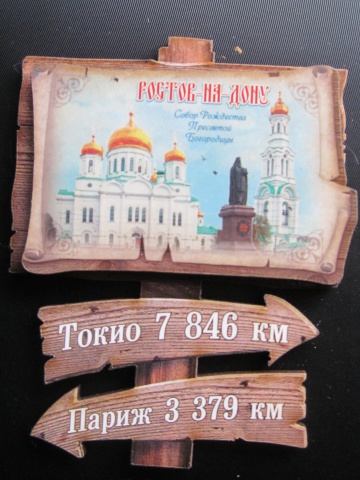 РОСТОВ-НА-ДОНУ
Собор Рождества
Пресвятой
Богородицы
Токио 7 846 км
Париж 3 379 км